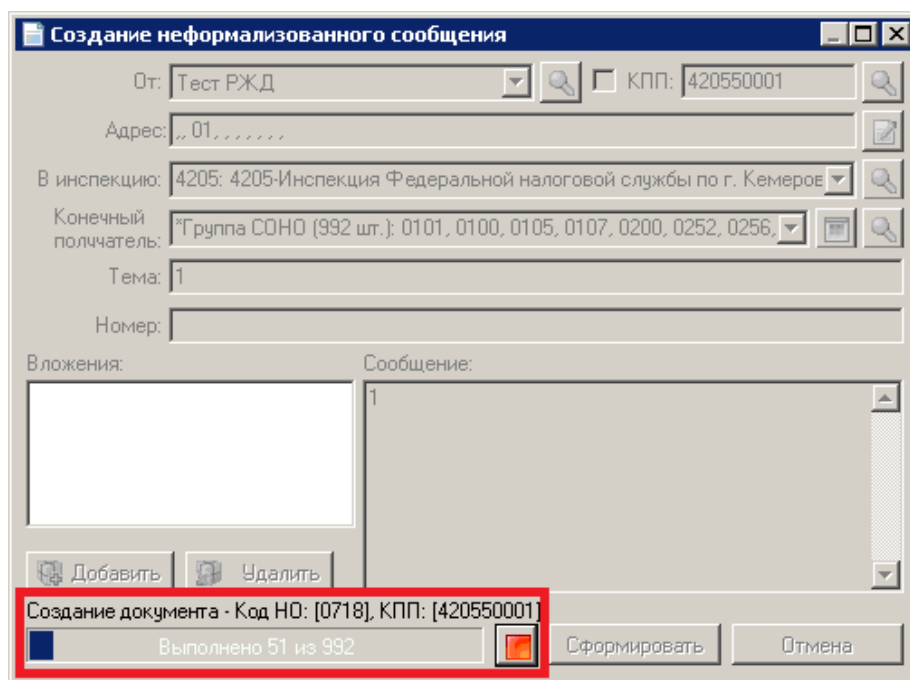 Создание неформализованного сообщения
От: Тест РЖД КПП: 420550001
Адрес: ,, 01, , , , , , ,
В инспекцию: 4205: 4205-Инспекция Федеральной налоговой службы по г. Кемеров
Конечный
полччатель: *Группа СОНО (992 шт.): 0101, 0100, 0105, 0107, 0200, 0252, 0256,
Тема: 1
Номер:
Вложения: Сообщение:
1
Добавить Удалить
Создание документа - Код НО: [0718], КПП: [420550001]
Выполнено 51 из 992 Сформировать Отмена